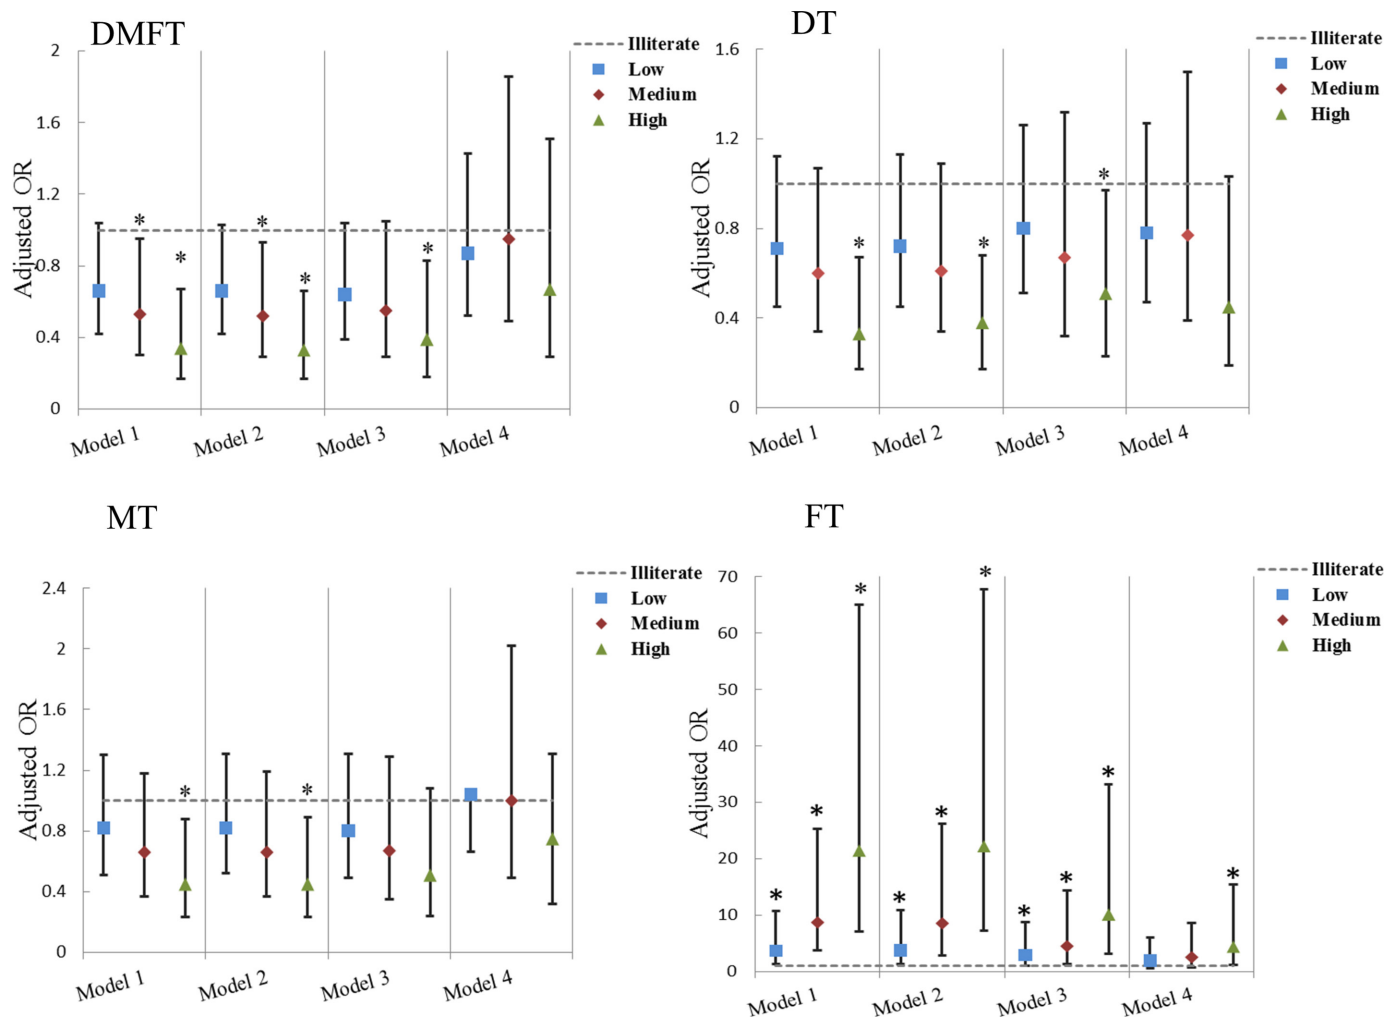 DMFT
Adjusted OR
2
1.6
1.2
0.8
0.4
0
* * * * *
Model 1 Model 2 Model 3 Model 4
Illiterate
Low
Medium
High
DT
Adjusted OR
1.6
1.2
0.8
0.4
0
* * *
Model 1 Model 2 Model 3 Model 4
Illiterate
Low
Medium
High
MT
Adjusted OR
2.4
2
1.6
1.2
0.8
0.4
0
* *
Model 1 Model 2 Model 3 Model 4
Illiterate
Low
Medium
High
FT
Adjusted OR
70
60
50
40
30
20
10
0
* * * * * * * * * *
Model 1 Model 2 Model 3 Model 4
Illiterate
Low
Medium
High